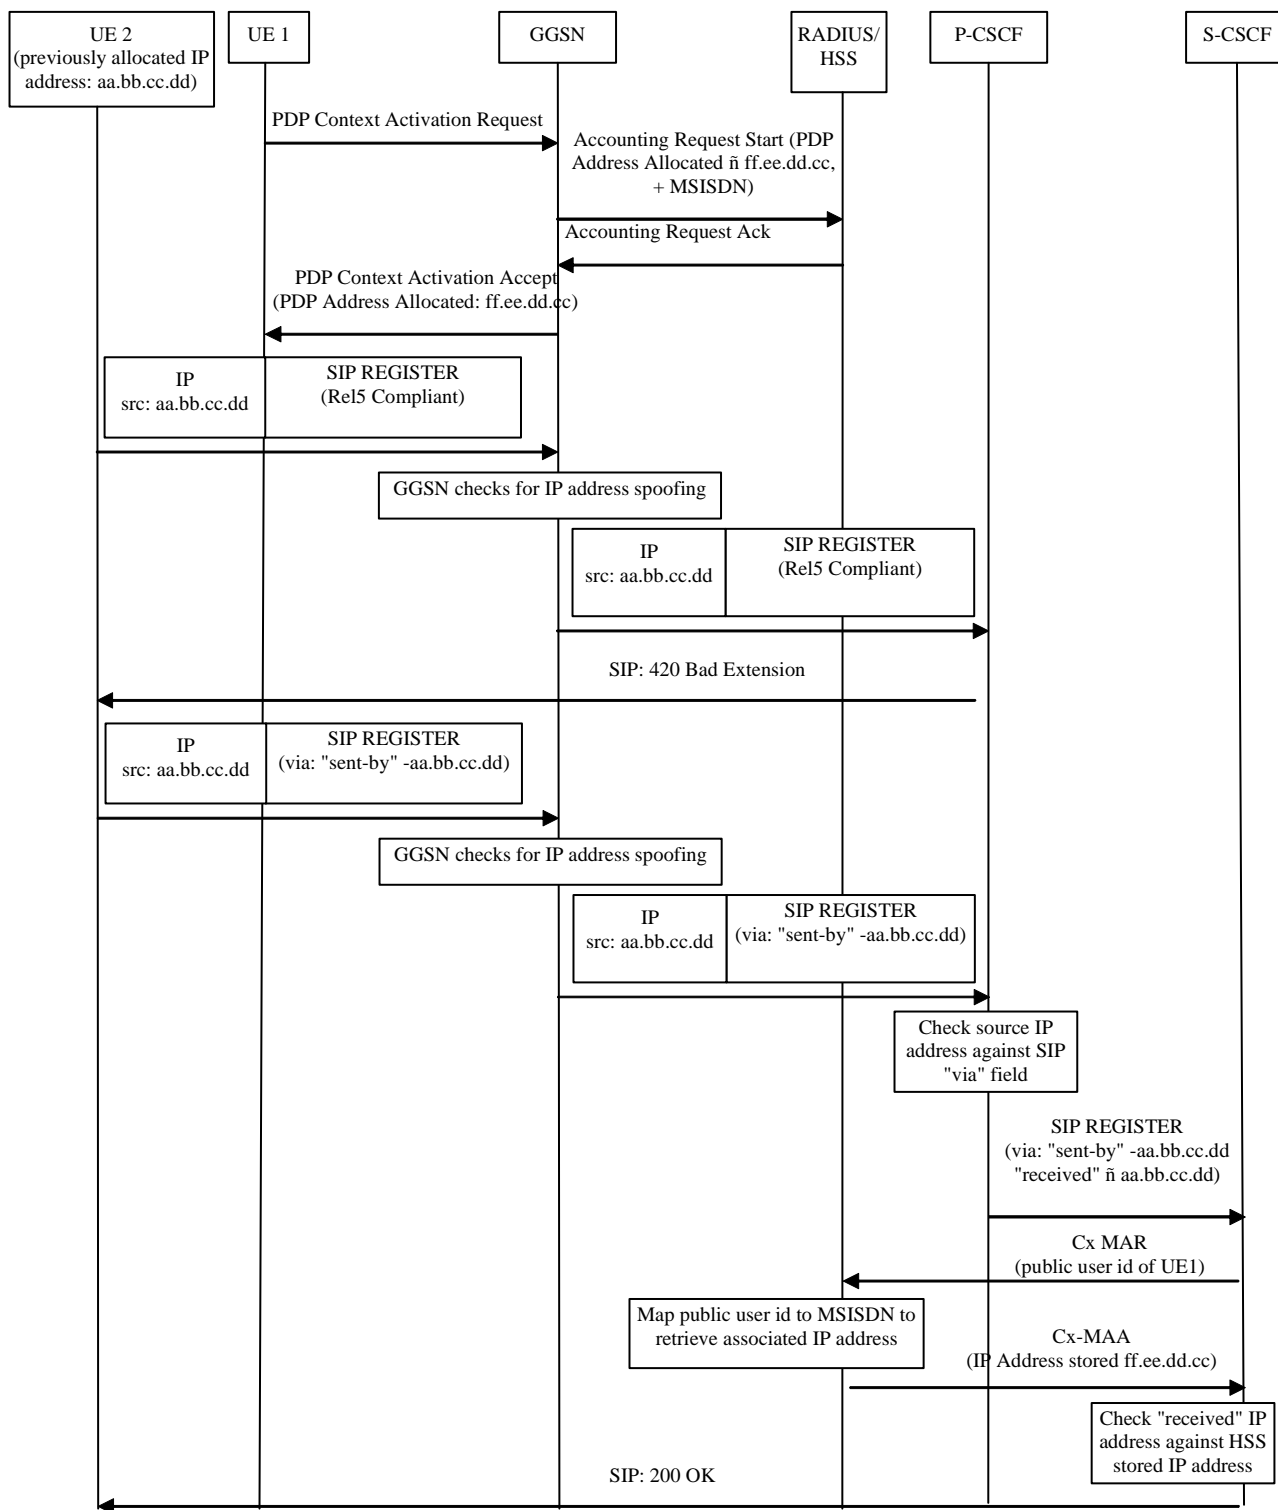 UE 2
(previously allocated IP
address: aa.bb.cc.dd)
UE 1
GGSN
RADIUS/
HSS
P-CSCF
S-CSCF
PDP Context Activation Request
Accounting Request Start (PDP
Address Allocated ñ ff.ee.dd.cc,
+ MSISDN)
Accounting Request Ack
PDP Context Activation Accept
(PDP Address Allocated: ff.ee.dd.cc)
IP
src: aa.bb.cc.dd
SIP REGISTER
(Rel5 Compliant)
GGSN checks for IP address spoofing
IP
src: aa.bb.cc.dd
SIP REGISTER
(Rel5 Compliant)
SIP: 420 Bad Extension
IP
src: aa.bb.cc.dd
SIP REGISTER
(via: "sent-by" -aa.bb.cc.dd)
GGSN checks for IP address spoofing
IP
src: aa.bb.cc.dd
SIP REGISTER
(via: "sent-by" -aa.bb.cc.dd)
Check source IP
address against SIP
"via" field
SIP REGISTER
(via: "sent-by" -aa.bb.cc.dd
"received" ñ aa.bb.cc.dd)
Cx MAR
(public user id of UE1)
Map public user id to MSISDN to
retrieve associated IP address
Cx-MAA
(IP Address stored ff.ee.dd.cc)
Check "received" IP
address against HSS
stored IP address
SIP: 200 OK